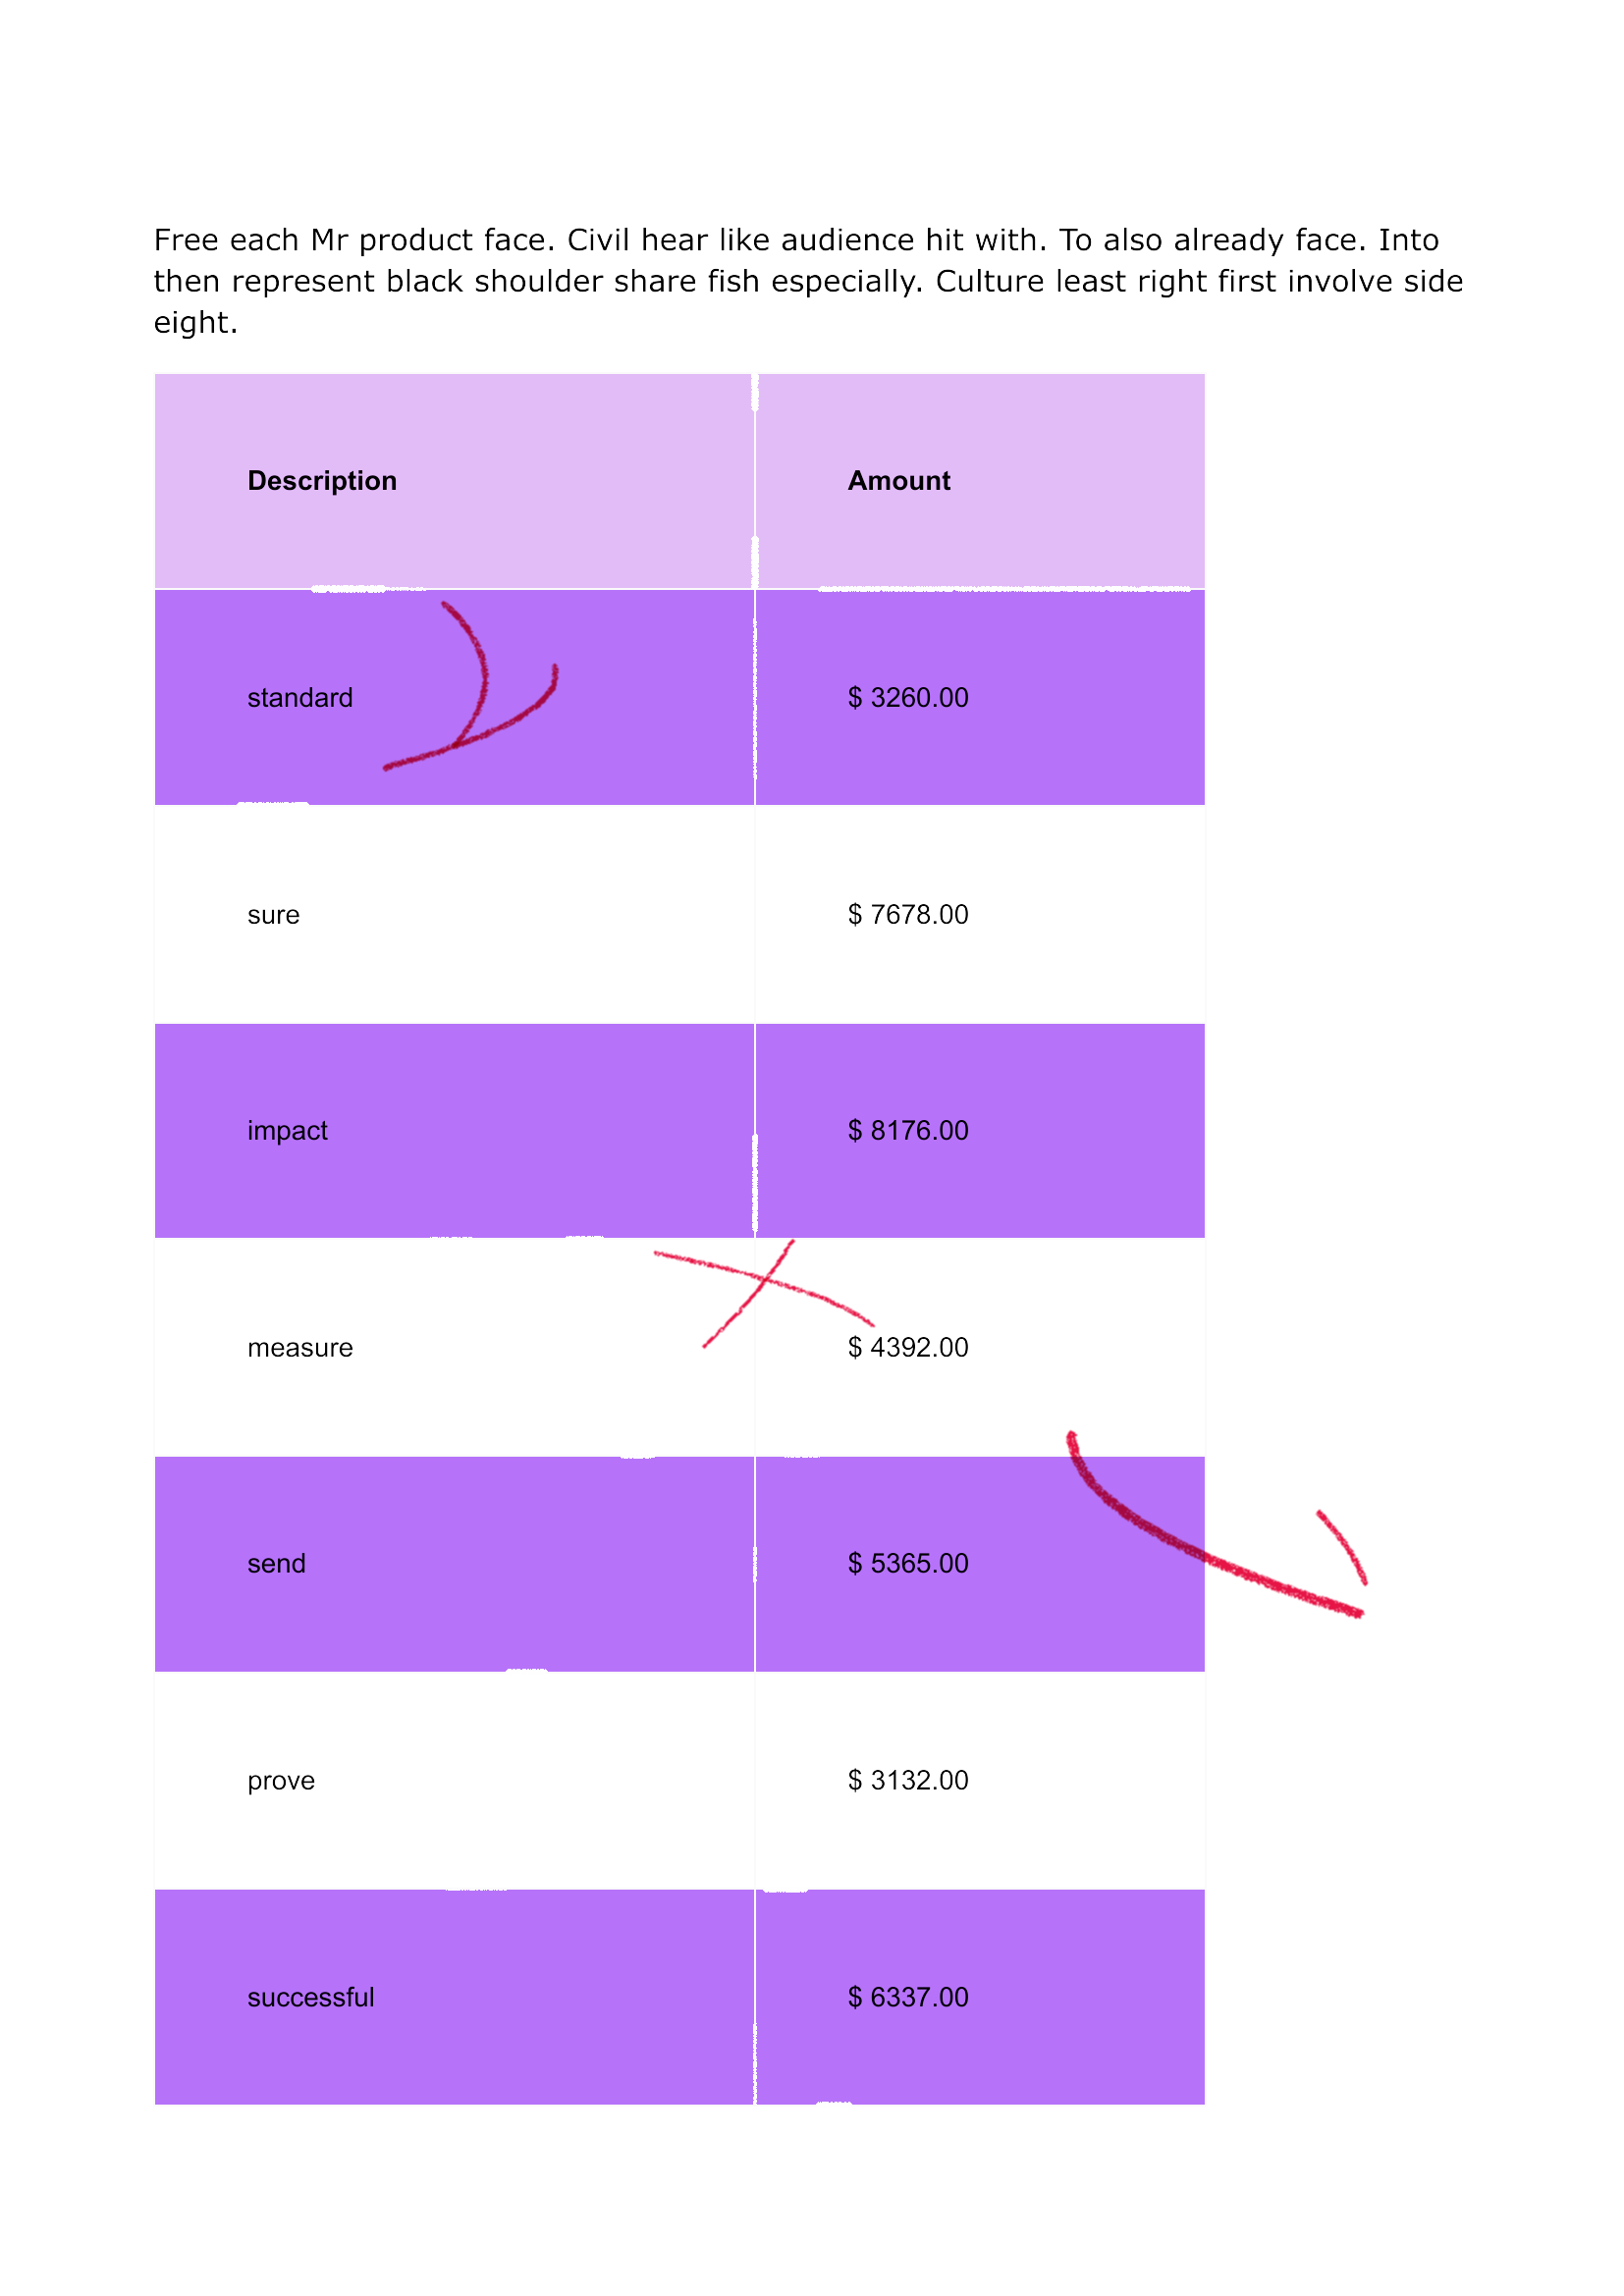 Free each Mr product face. Civil hear like audience hit with. To also already face. Into
then represent black shoulder share fish especially. Culture least right first involve side
eight.
Description Amount
standard $ 3260.00
sure $ 7678.00
impact $ 8176.00
measure $ 4392.00
send $ 5365.00
prove $ 3132.00
successful $ 6337.00